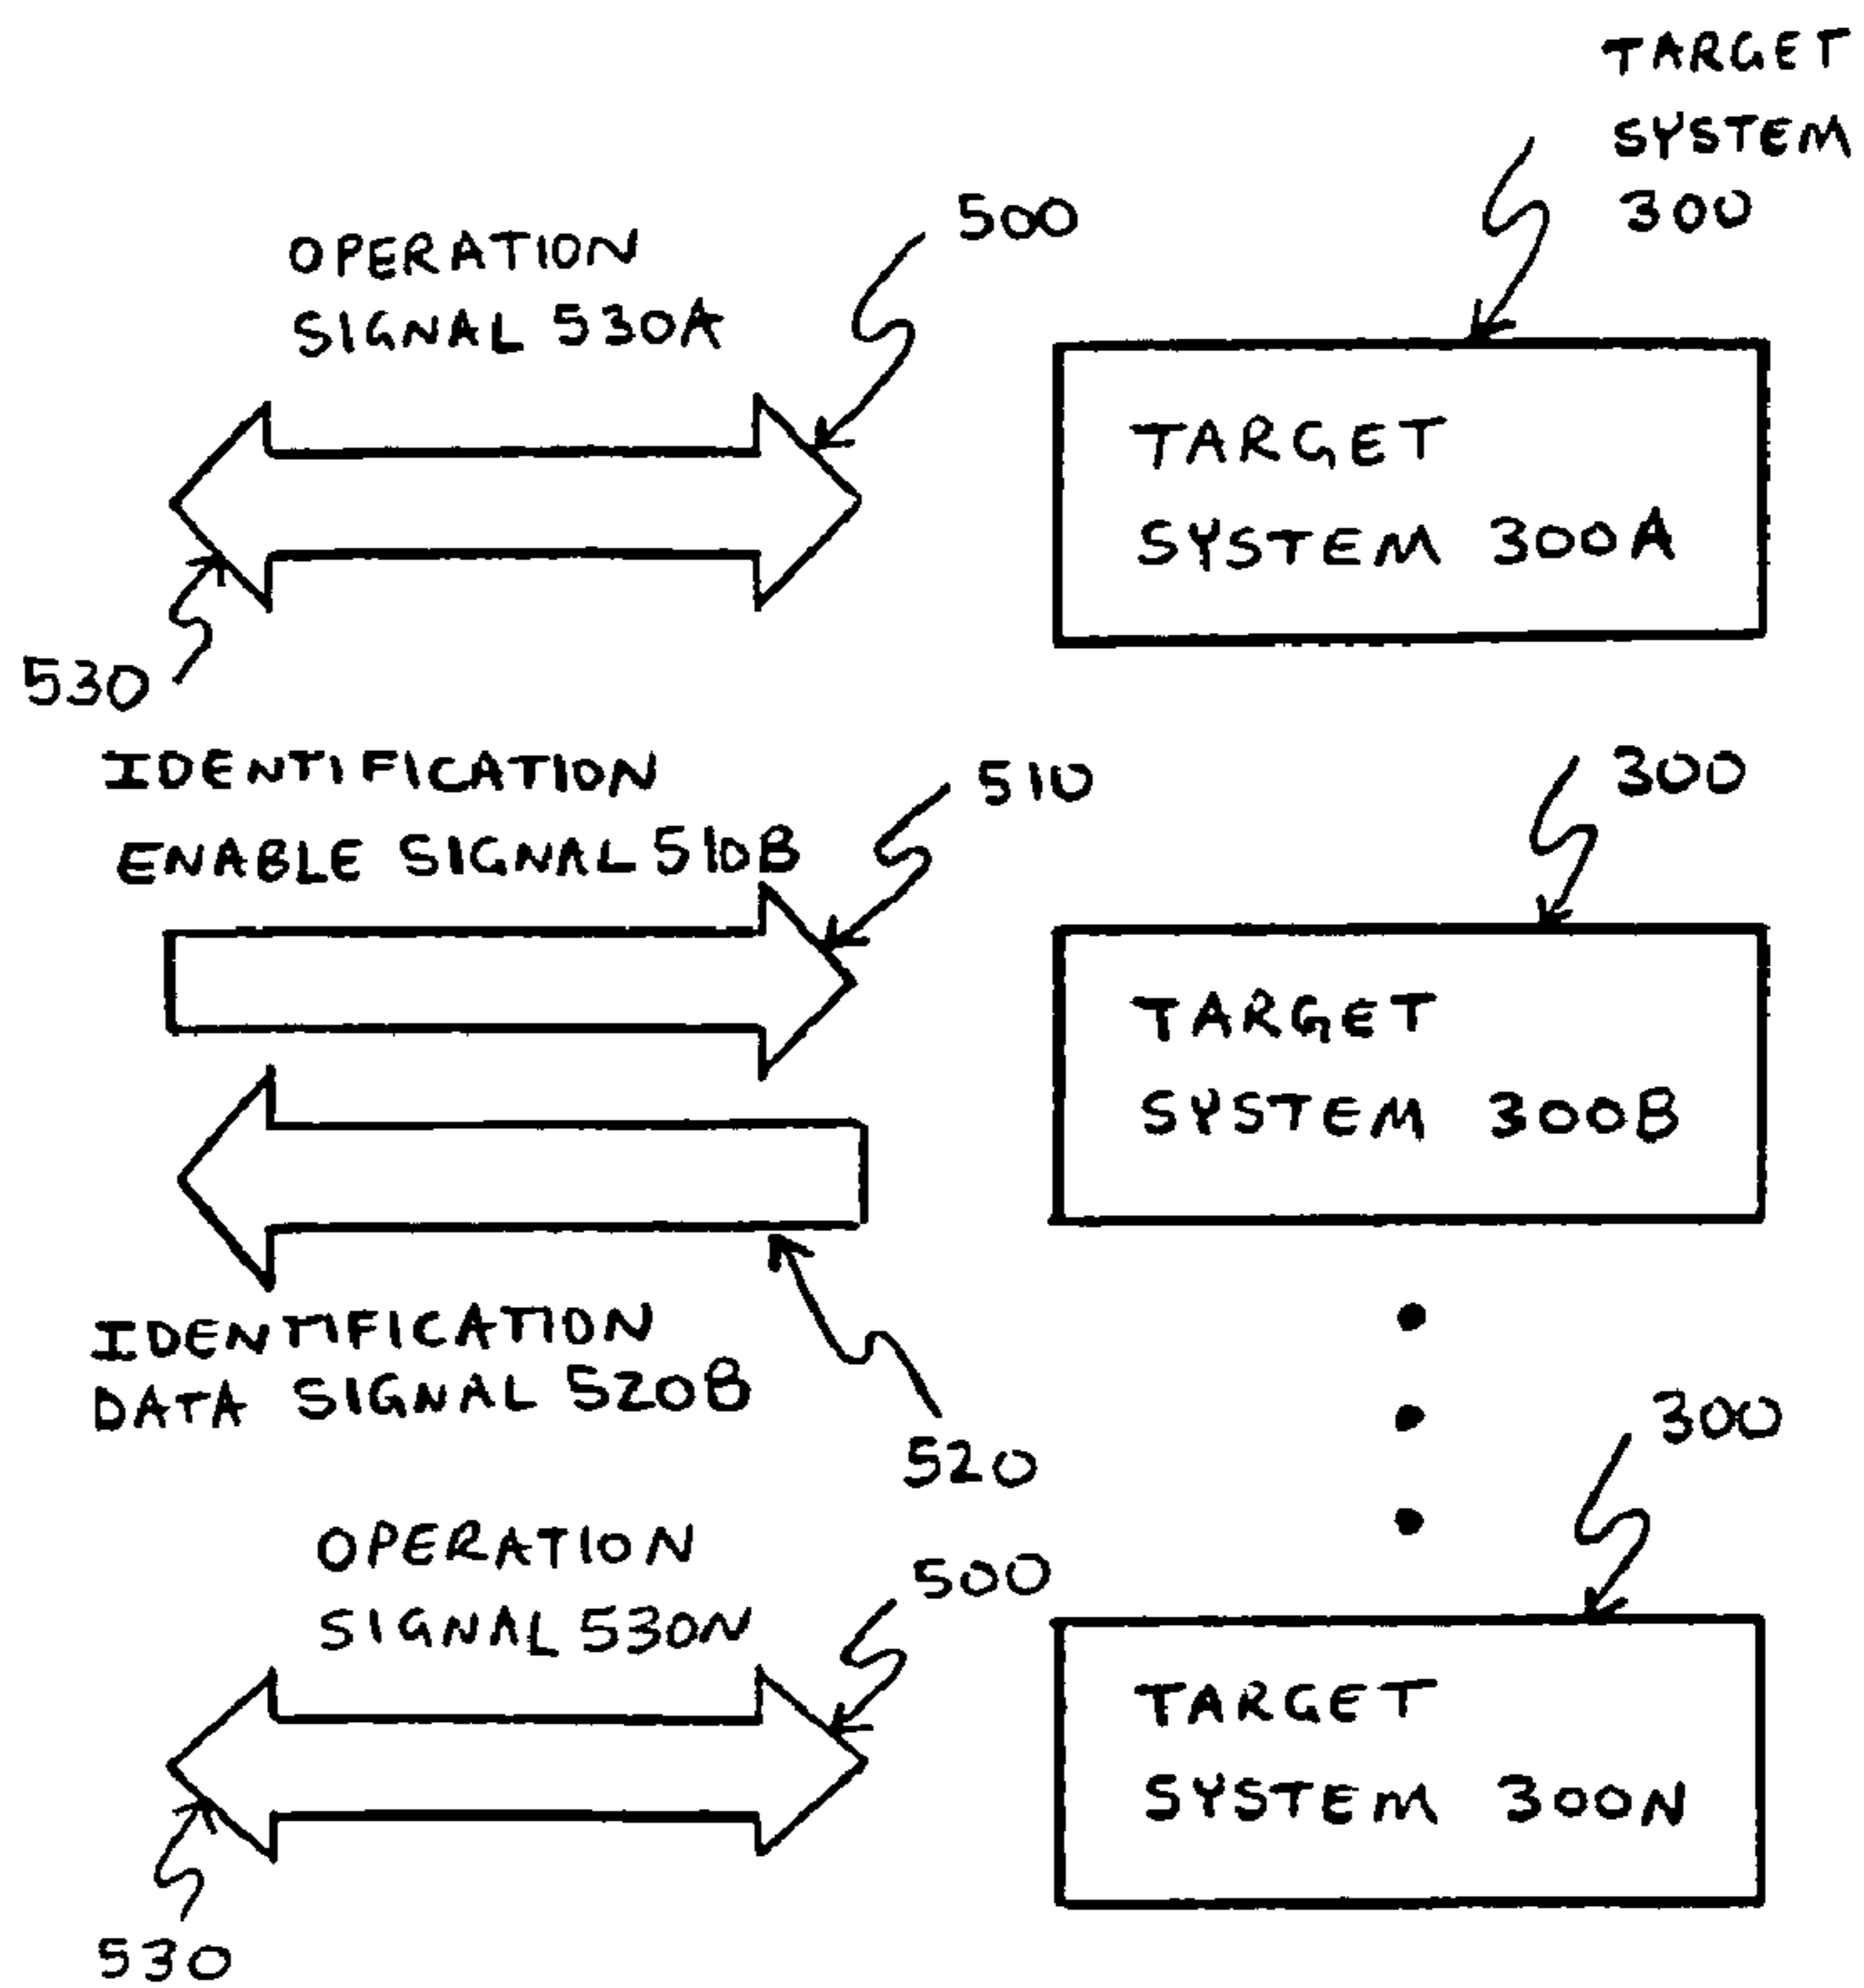 TARGET
SYSTEM
300
500
OPERATION
SIGNAL 530A
TARGET
SYSTEM 300A
530
IDENTIFICATION
ENABLE SIGNAL 510B
510
300
TARGET
SYSTEM 300B
IDENTIFICATION
DATA SIGNAL 520B
520
300
OPERATION
SIGNAL 530N
500
TARGET
SYSTEM 300N
530